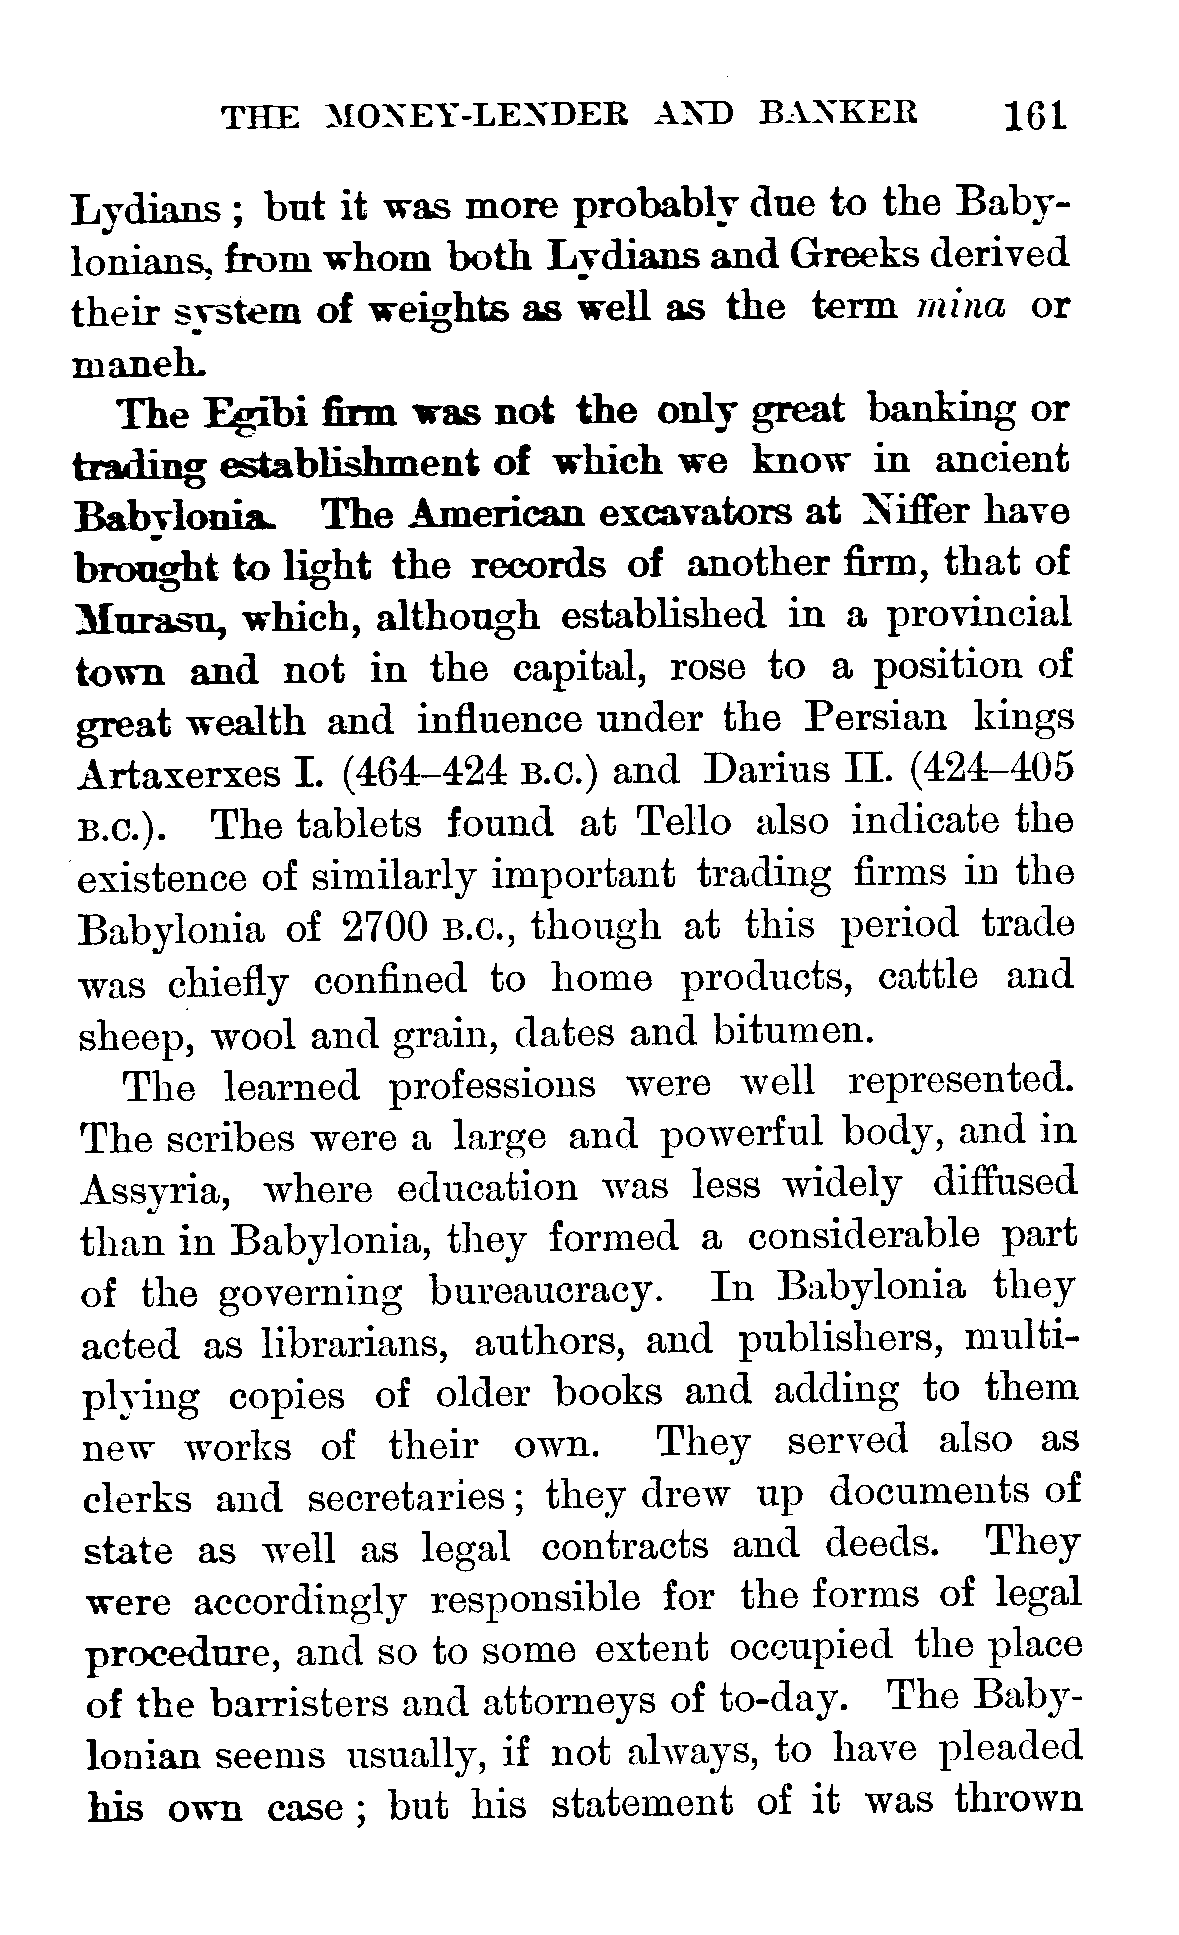 THE MONEY-LENDER AND BANKER 161
Lydians ; but it was more probably due to the Baby-
lonians, from whom both Lydians and Greeks derived
their system of weights as well as the term mina or
maneh.
The Egibi firm was not the only great banking or
trading establishment of which we know in ancient
Babylonia. The American excavators at Niffer have
brought to light the records of another firm, that of
Murasu, which, although established in a provincial
town and not in the capital, rose to a position of
great wealth and influence under the Persian kings
Artaxerxes I. (464–424 B.C.) and Darius II. (424–405
B.C.). The tablets found at Tello also indicate the
existence of similarly important trading firms in the
Babylonia of 2700 B.C., though at this period trade
was chiefly confined to home products, cattle and
sheep, wool and grain, dates and bitumen.
The learned professions were well represented.
The scribes were a large and powerful body, and in
Assyria, where education was less widely diffused
than in Babylonia, they formed a considerable part
of the governing bureaucracy. In Babylonia they
acted as librarians, authors, and publishers, multi-
plying copies of older books and adding to them
new works of their own. They served also as
clerks and secretaries ; they drew up documents of
state as well as legal contracts and deeds. They
were accordingly responsible for the forms of legal
procedure, and so to some extent occupied the place
of the barristers and attorneys of to-day. The Baby-
lonian seems usually, if not always, to have pleaded
his own case ; but his statement of it was thrown